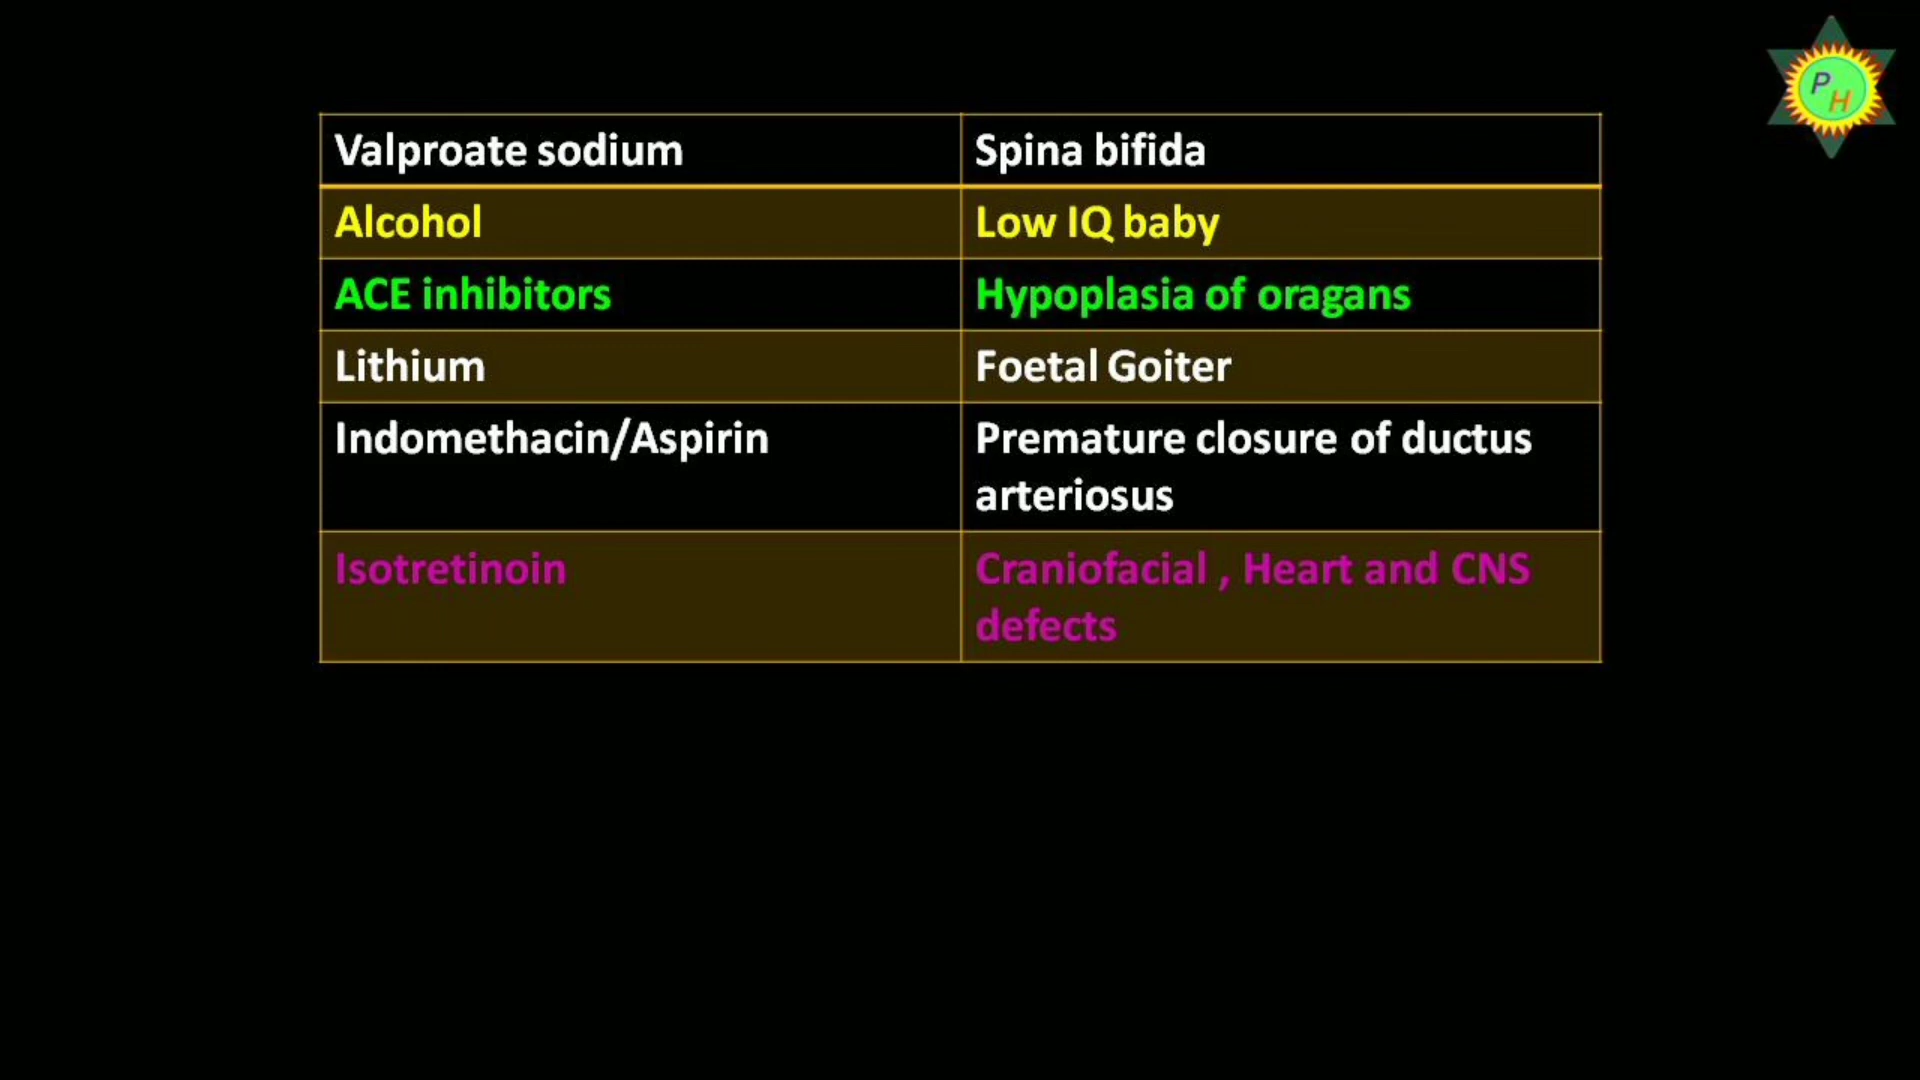 P
H
Valproate sodium
Spina bifida
Alcohol
Low IQ baby
ACE inhibitors
Hypoplasia of oragans
Lithium
Foetal Goiter
Indomethacin/Aspirin
Premature closure of ductus
arteriosus
Isotretinoin
Craniofacial , Heart and CNS
defects